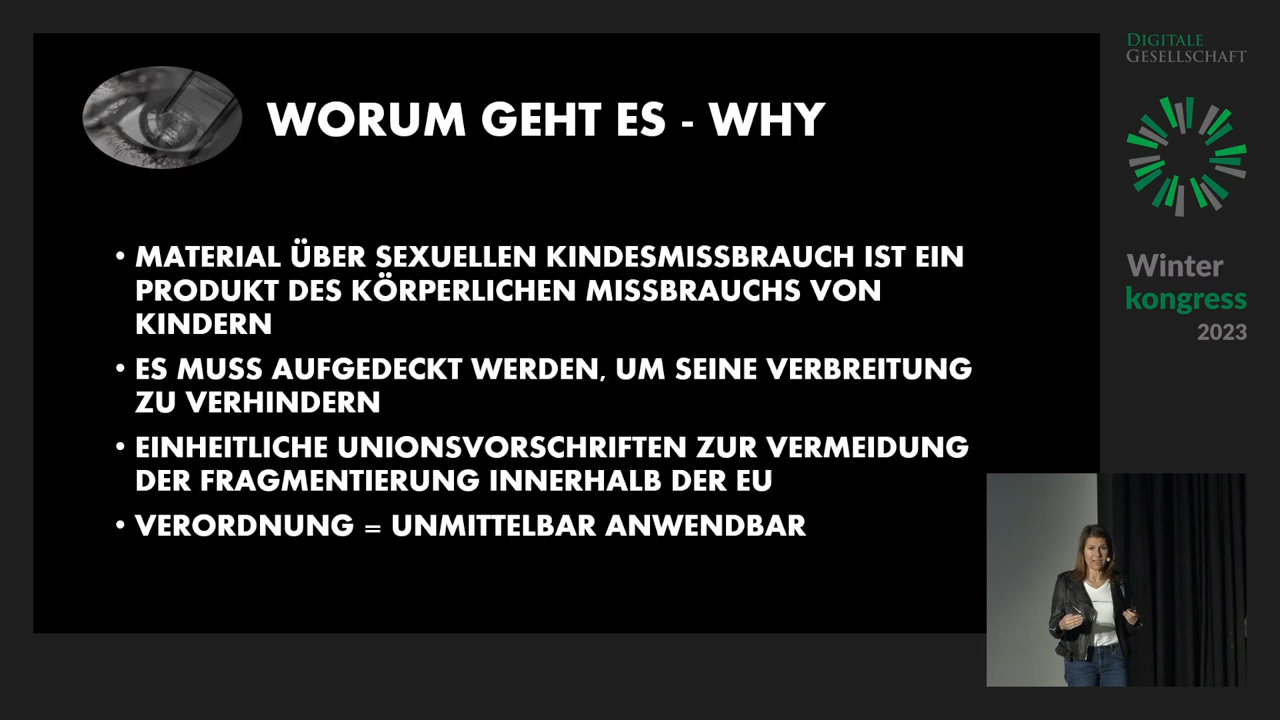 WORUM GEHT ES - WHY
• MATERIAL ÜBER SEXUELLEN KINDESMISSBRAUCH IST EIN
PRODUKT DES KÖRPERLICHEN MISSBRAUCHS VON
KINDERN
• ES MUSS AUFGEDECKT WERDEN, UM SEINE VERBREITUNG
ZU VERHINDERN
• EINHEITLICHE UNIONSVORSCHRIFTEN ZUR VERMEIDUNG
DER FRAGMENTIERUNG INNERHALB DER EU
• VERORDNUNG = UNMITTELBAR ANWENDBAR
DIGITALE
GESELLSCHAFT
Winter
kongress
2023